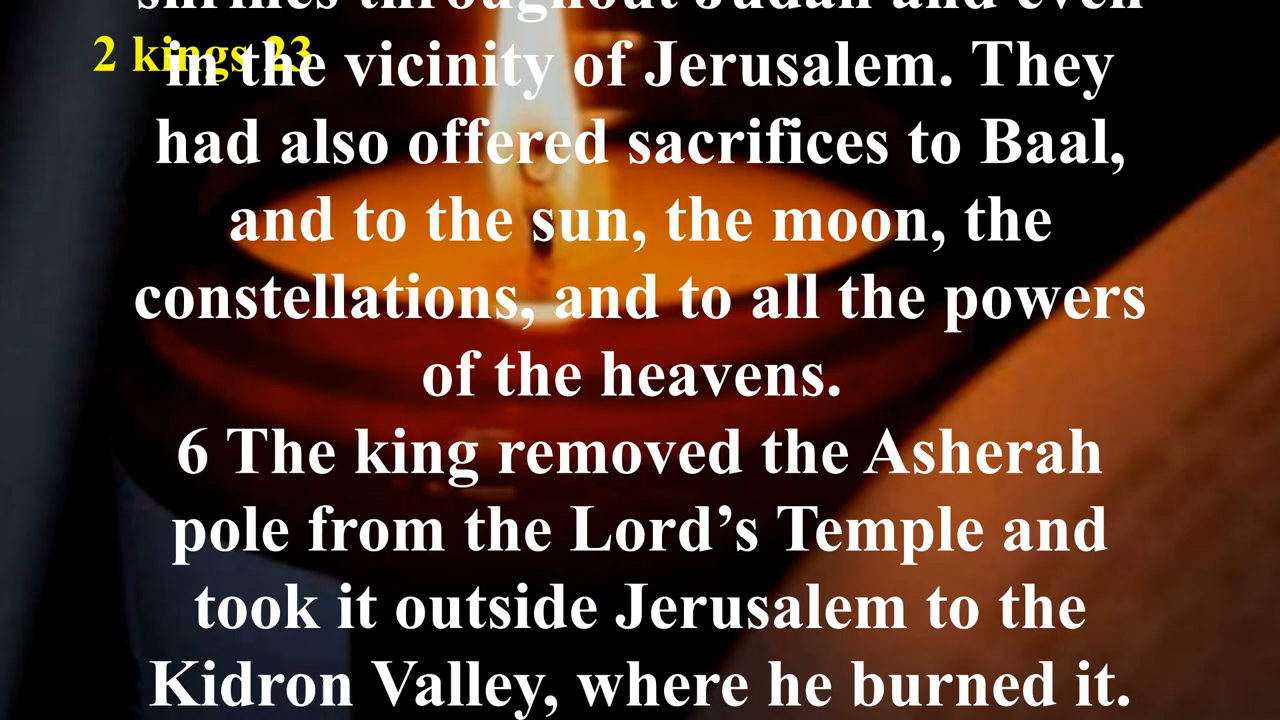 shrines throughout Judah and even
2 kings 23
in the vicinity of Jerusalem. They
had also offered sacrifices to Baal,
and to the sun, the moon, the
constellations, and to all the powers
of the heavens.
6 The king removed the Asherah
pole from the Lord’s Temple and
took it outside Jerusalem to the
Kidron Valley, where he burned it.